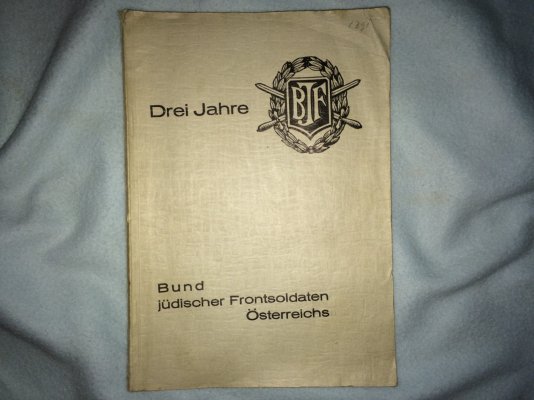 Drei Jahre
BJF
Bund
jüdischer Frontsoldaten
Österreichs